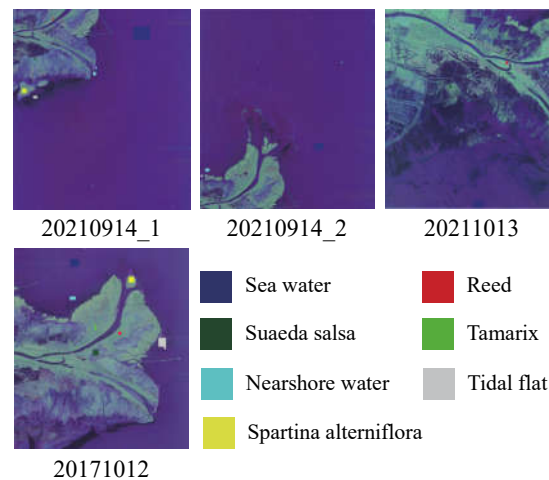 20210914_1
20210914_2
20211013
Sea water
Reed
Suaeda salsa
Tamarix
Nearshore water
Tidal flat
Spartina alterniflora
20171012